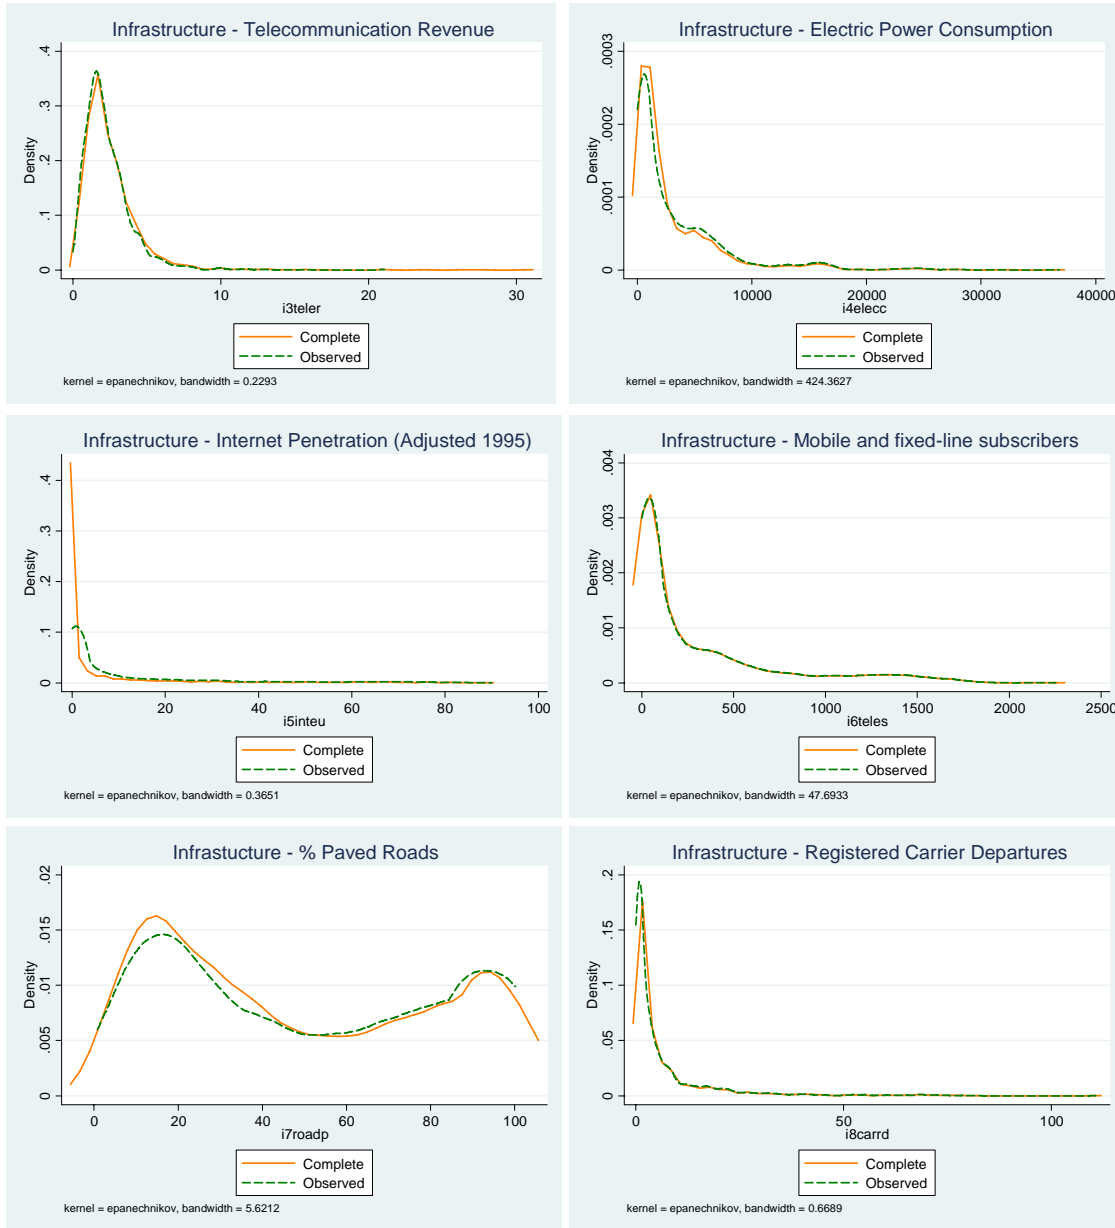 Infrastructure - Telecommunication Revenue
.4
.3
.2
.1
0
Density
0 10 20 30
i3teler
Complete
Observed
kernel = epanechnikov, bandwidth = 0.2293
Infrastructure - Electric Power Consumption
.0003
.0002
.0001
0
Density
0 10000 20000 30000 40000
i4elecc
Complete
Observed
kernel = epanechnikov, bandwidth = 424.3627
Infrastructure - Internet Penetration (Adjusted 1995)
.4
.3
.2
.1
0
Density
0 20 40 60 80 100
i5inteu
Complete
Observed
kernel = epanechnikov, bandwidth = 0.3651
Infrastructure - Mobile and fixed-line subscribers
.004
.003
.002
.001
0
Density
0 500 1000 1500 2000 2500
i6teles
Complete
Observed
kernel = epanechnikov, bandwidth = 47.6933
Infrastucture - % Paved Roads
.02
.015
.01
.005
0
Density
0 20 40 60 80 100
i7roadp
Complete
Observed
kernel = epanechnikov, bandwidth = 5.6212
Infrastructure - Registered Carrier Departures
.2
.15
.1
.05
0
Density
0 50 100
i8carrd
Complete
Observed
kernel = epanechnikov, bandwidth = 0.6689